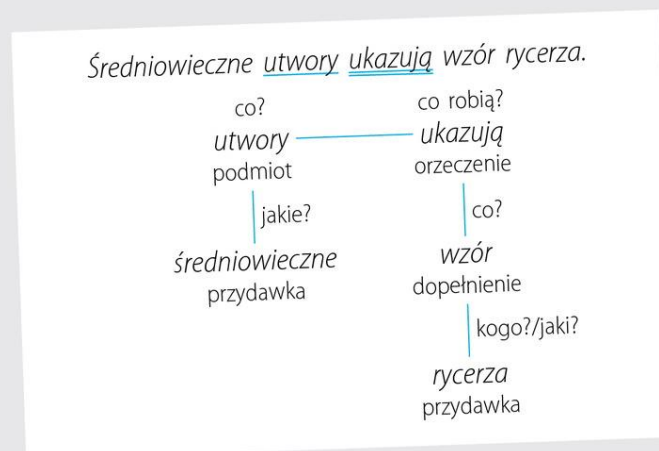 Średniowieczne utwory ukazują wzór rycerza.
co?
co robią?
utwory
ukazują
podmiot
orzeczenie
jakie?
co?
średniowieczne
wzór
przydawka
dopełnienie
kogo?/jaki?
rycerza
przydawka